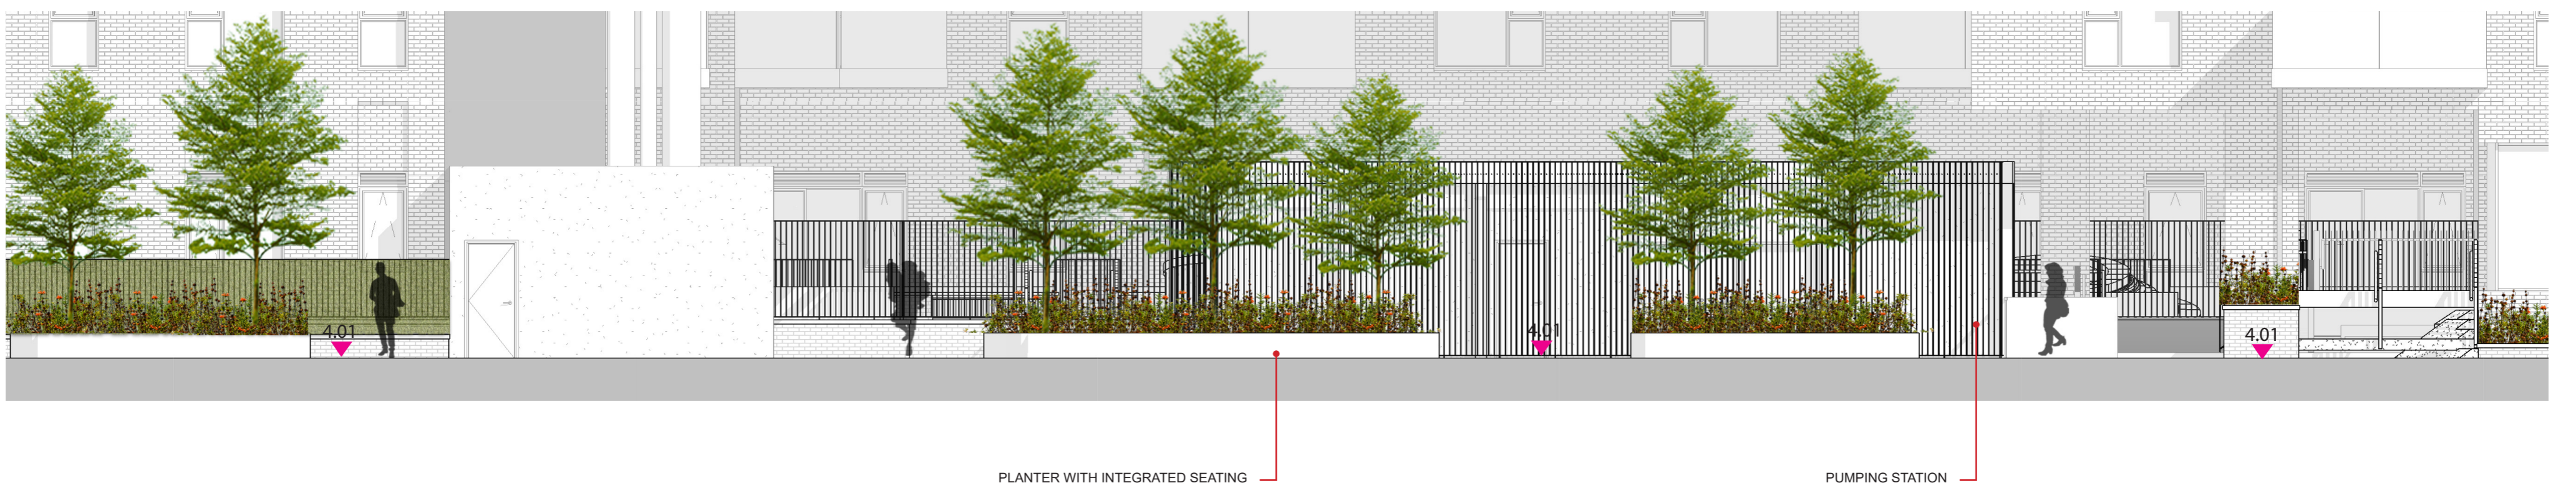 4.01
4.01
4.01
PLANTER WITH INTEGRATED SEATING
PUMPING STATION